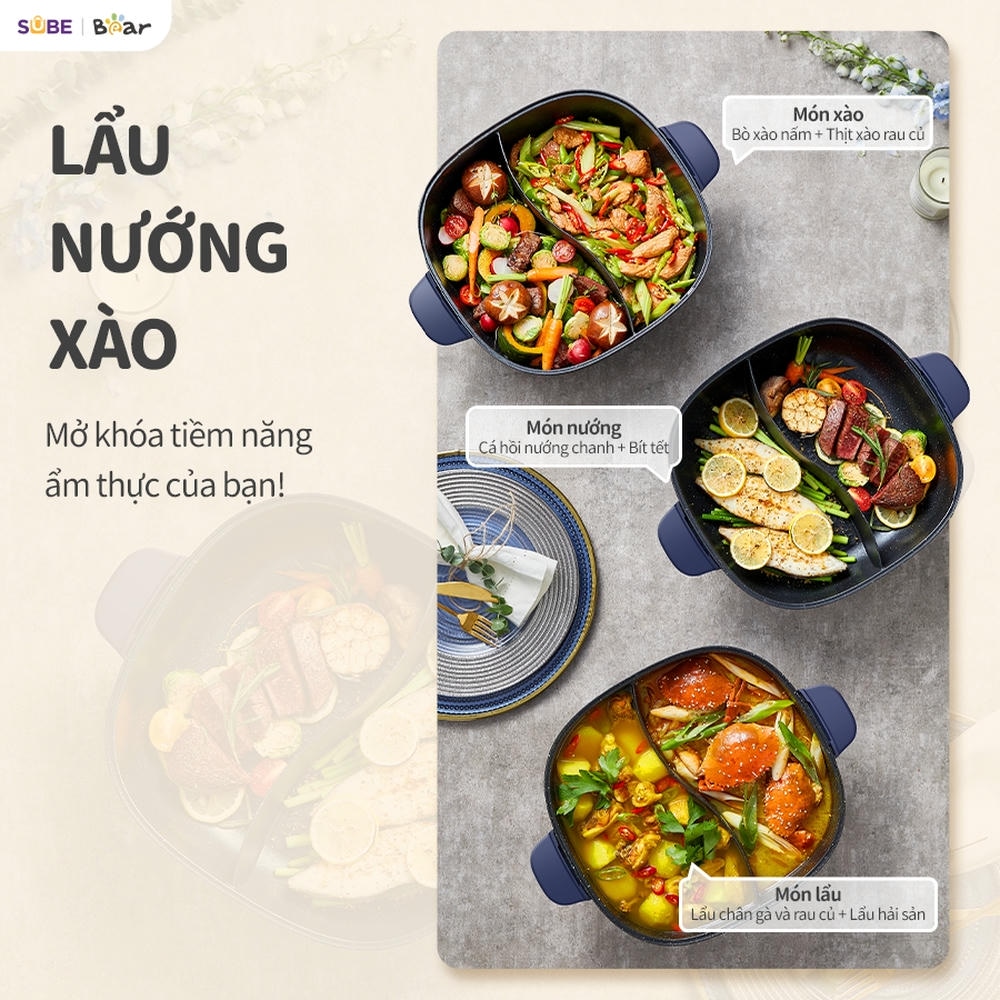 SUBE | Bear
LẨU
NƯỚNG
XÀO
Mở khóa tiềm năng
ẩm thực của bạn!
Món xào
Bò xào nấm + Thịt xào rau củ
Món nướng
Cá hồi nướng chanh + Bít tết
Món lẩu
Lẩu chân gà và rau củ + Lẩu hải sản